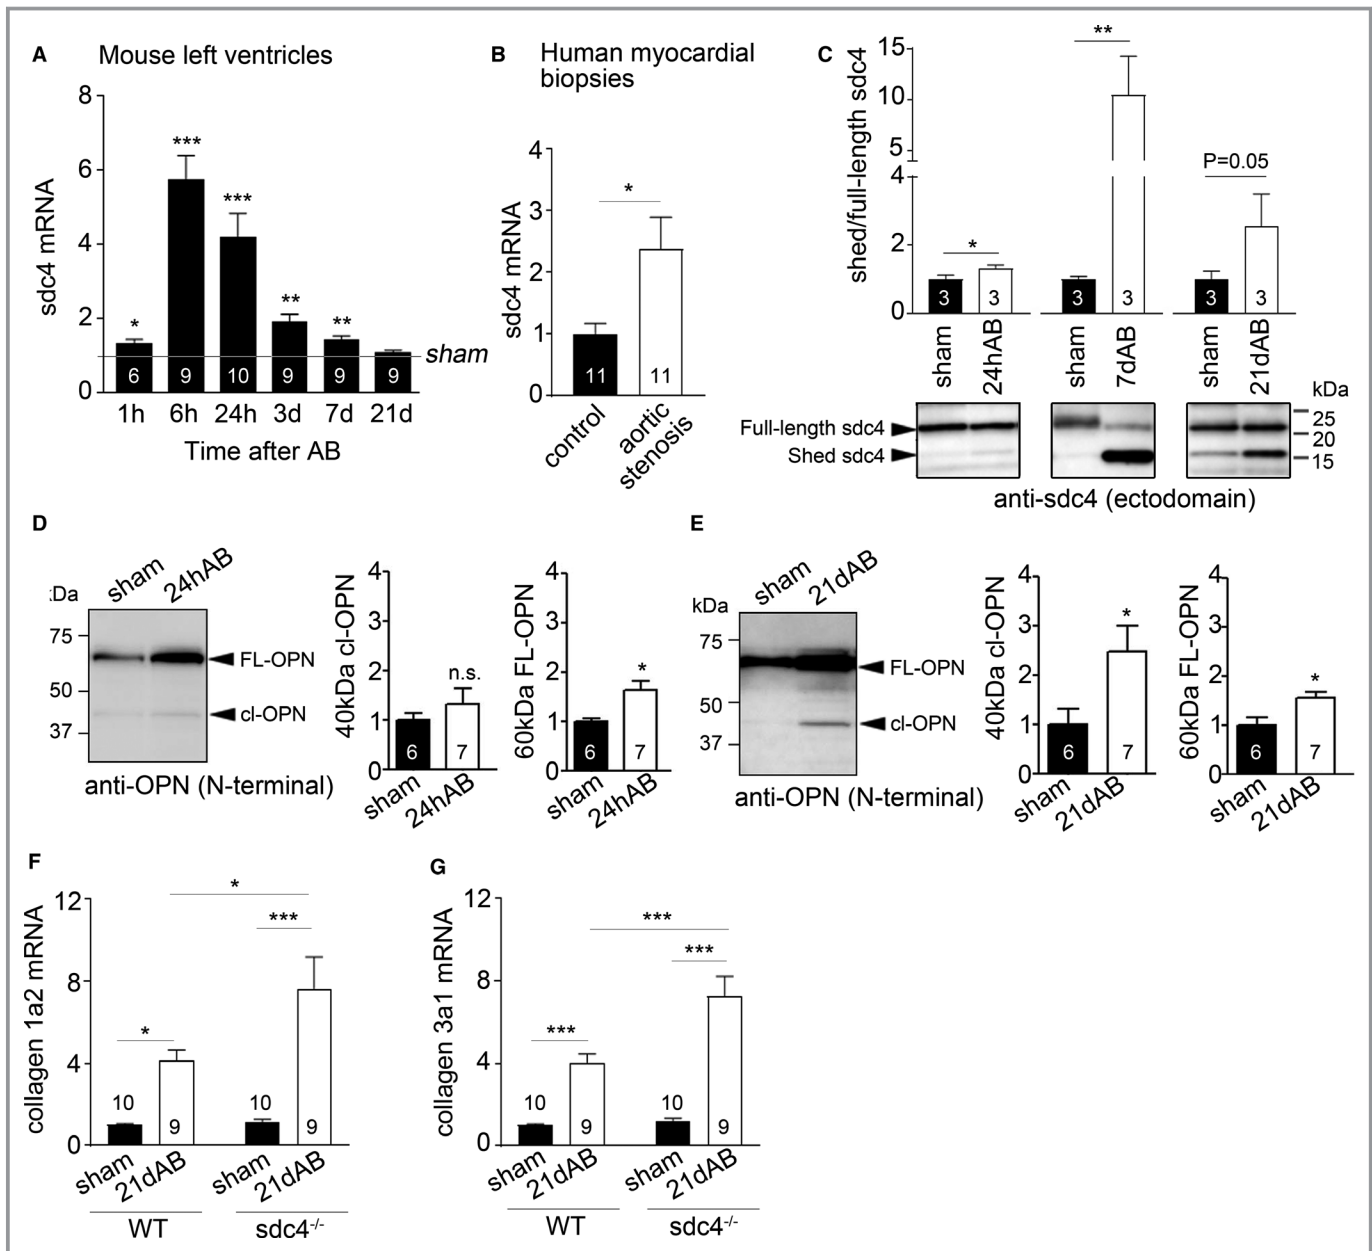 A Mouse left ventricles
sdc4 mRNA
8
6
4
2
0
*
***
***
**
**
sham
6 9 10 9 9 9
1h 6h 24h 3d 7d 21d
Time after AB
B Human myocardial
biopsies
sdc4 mRNA
4
3
2
1
0
*
11 11
control
aortic
stenosis
C
shed/full-length sdc4
15
10
5
4
2
0
*
**
P=0.05
3 3 3 3 3 3
sham 24hAB sham 7dAB sham 21dAB
kDa
Full-length sdc4
Shed sdc4
25
20
15
anti-sdc4 (ectodomain)
D
sham 24hAB
:Da
75
50
37
FL-OPN
cl-OPN
anti-OPN (N-terminal)
40kDa cl-OPN
4
3
2
1
0
n.s.
6 7
sham 24hAB
60kDa FL-OPN
4
3
2
1
0
*
6 7
sham 24hAB
E
sham 21dAB
kDa
75
50
37
FL-OPN
cl-OPN
anti-OPN (N-terminal)
40kDa cl-OPN
4
3
2
1
0
*
6 7
sham 21dAB
60kDa FL-OPN
4
3
2
1
0
*
6 7
sham 21dAB
F
collagen 1a2 mRNA
12
8
4
0
*
***
*
10 9 10 9
sham 21dAB sham 21dAB
WT sdc4-/-
G
collagen 3a1 mRNA
12
8
4
0
***
***
***
10 9 10 9
sham 21dAB sham 21dAB
WT sdc4-/-